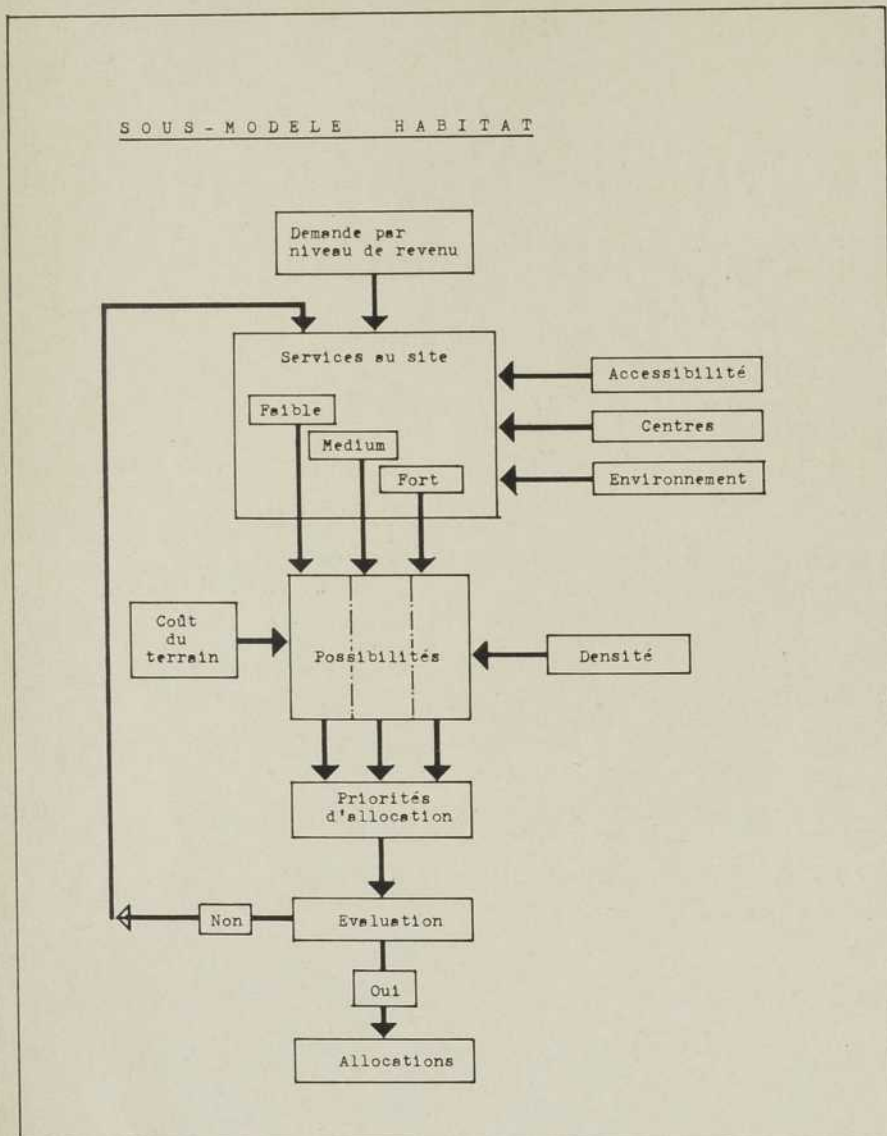 SOUS-MODELE HABITAT
Demande par
niveau de revenu
Services au site
Accessibilité
Faible
Centres
Medium
Fort
Environnement
Coût
du
terrain
Possibilités
Densité
Priorités
d'allocation
Non
Evaluation
Oui
Allocations